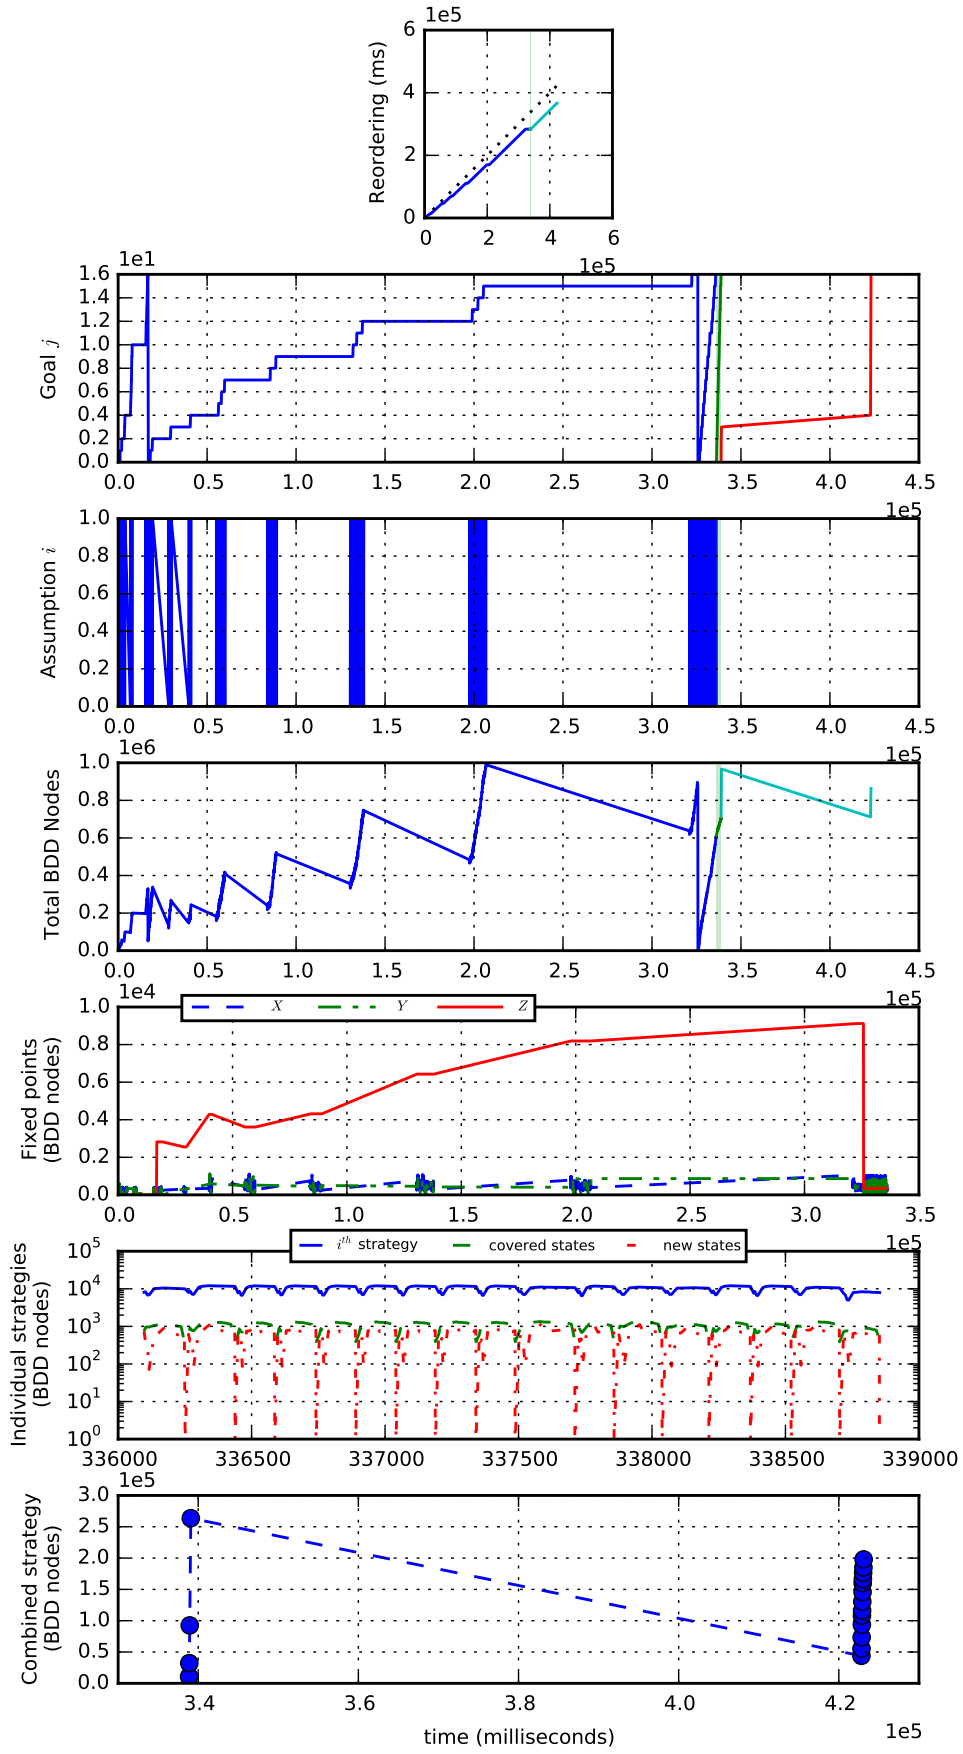 1e5
6
4
2
0
Reordering (ms)
0 2 4 6
1e5
1e1
1.6
1.4
1.2
1.0
0.8
0.6
0.4
0.2
0.0
Goal j
0.0 0.5 1.0 1.5 2.0 2.5 3.0 3.5 4.0 4.5
1e5
1.0
0.8
0.6
0.4
0.2
0.0
Assumption i
0.0 0.5 1.0 1.5 2.0 2.5 3.0 3.5 4.0 4.5
1e5
1e6
1.0
0.8
0.6
0.4
0.2
0.0
Total BDD Nodes
0.0 0.5 1.0 1.5 2.0 2.5 3.0 3.5 4.0 4.5
1e5
1e4
X Y Z
1.0
0.8
0.6
0.4
0.2
0.0
Fixed points
(BDD nodes)
0.0 0.5 1.0 1.5 2.0 2.5 3.0 3.5
1e5
i^th strategy covered states new states
10^5
10^4
10^3
10^2
10^1
10^0
Individual strategies
(BDD nodes)
336000 336500 337000 337500 338000 338500 339000
1e5
3.0
2.5
2.0
1.5
1.0
0.5
0.0
Combined strategy
(BDD nodes)
3.4 3.6 3.8 4.0 4.2
1e5
time (milliseconds)